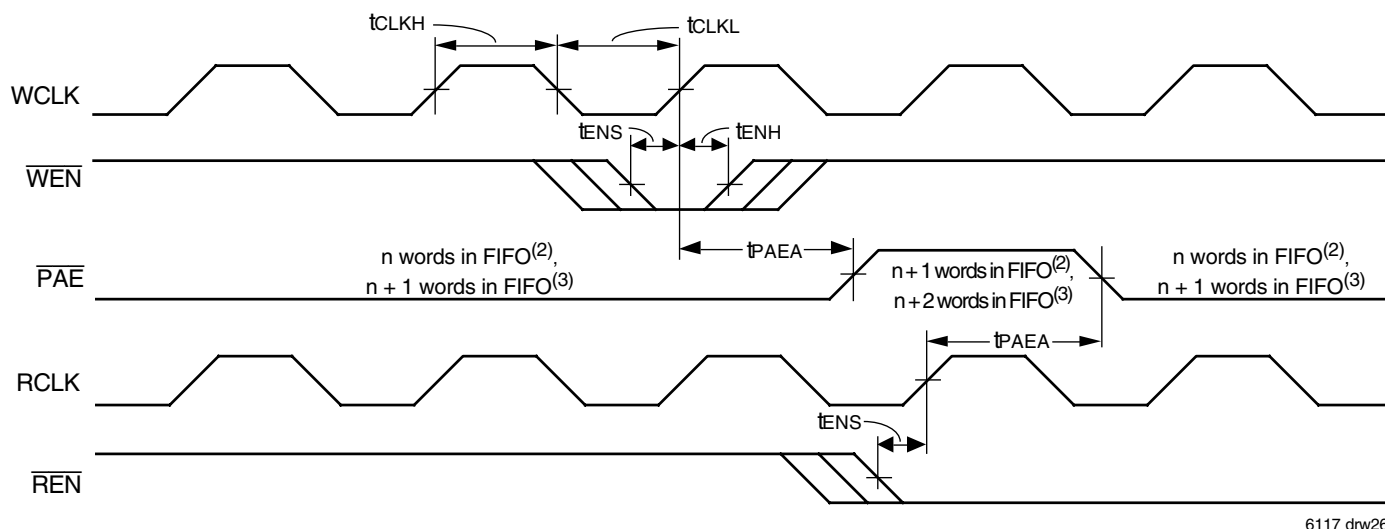 tCLKH
tCLKL
WCLK
tENS
tENH
WEN
tPAEA
PAE
n words in FIFO(2),
n + 1 words in FIFO(3)
n + 1 words in FIFO(2),
n + 2 words in FIFO(3)
n words in FIFO(2),
n + 1 words in FIFO(3)
tPAEA
RCLK
tENS
REN
6117 drw26